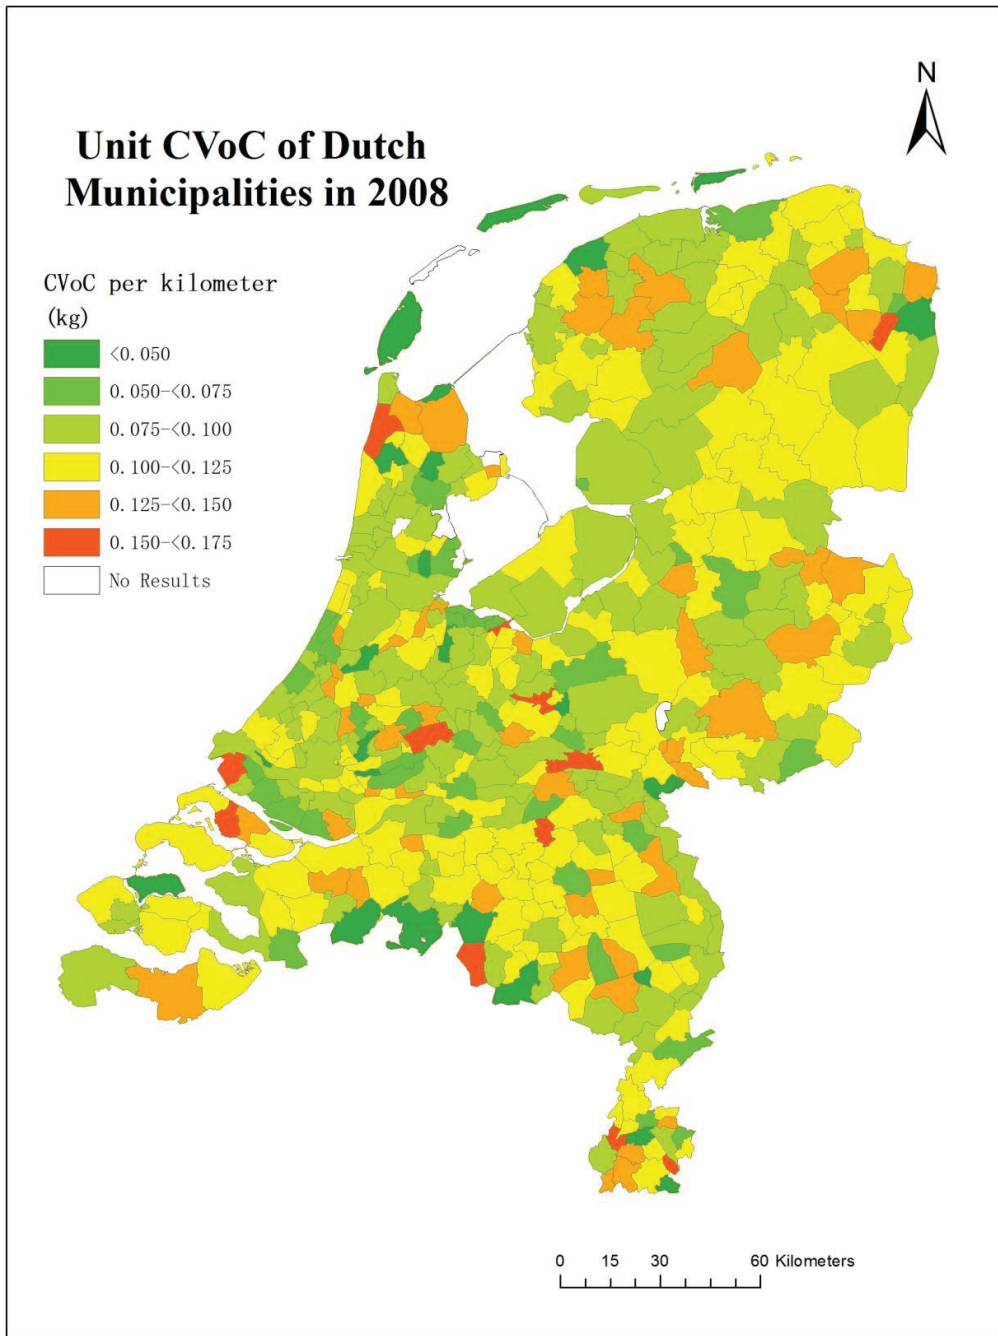 N
Unit CVoC of Dutch
Municipalities in 2008
CVoC per kilometer
(kg)
<0.050
0.050-<0.075
0.075-<0.100
0.100-<0.125
0.125-<0.150
0.150-<0.175
No Results
0 15 30 60 Kilometers